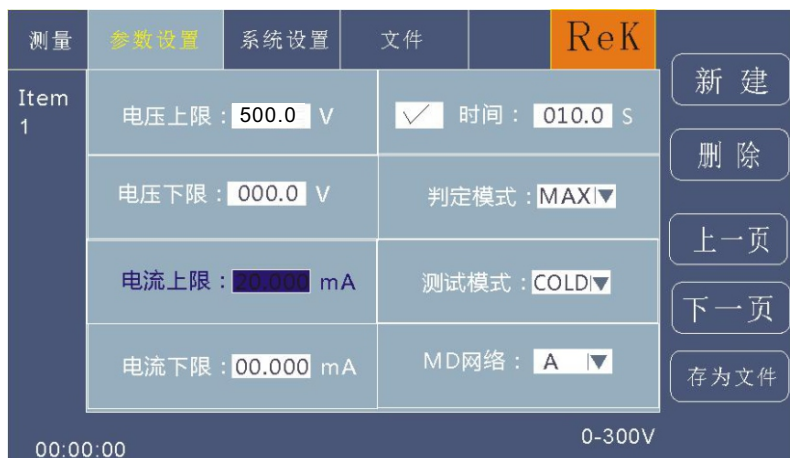 测量 参数设置 系统设置 文件 ReK
Item
1
电压上限：500.0 V
✓ 时间：010.0 S
电压下限：000.0 V
判定模式：MAX
电流上限：20.000 mA
测试模式：COLD
电流下限：00.000 mA
MD网络：A
新 建
删 除
上一页
下一页
存为文件
00:00:00
0-300V